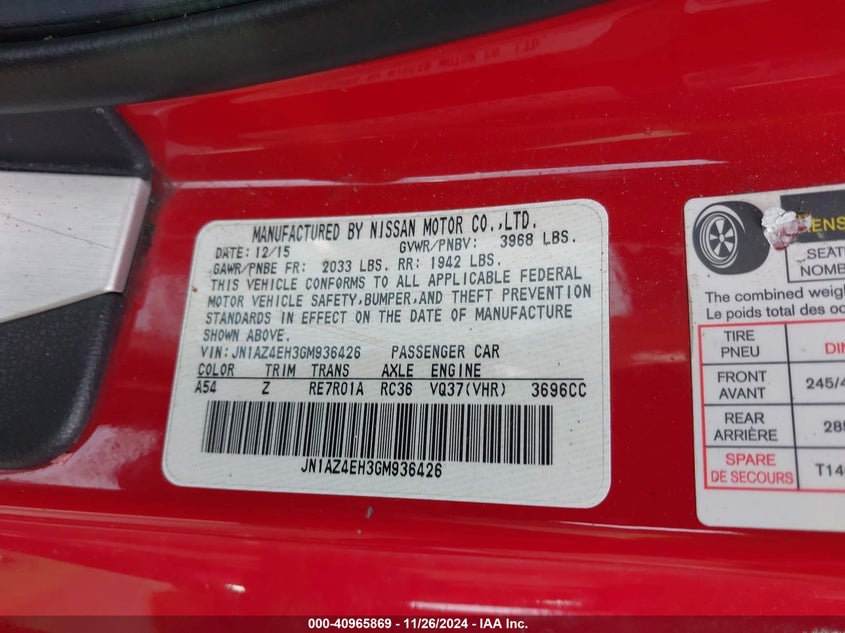 MANUFACTURED BY NISSAN MOTOR CO.,LTD.
DATE: 12/15 GVWR/PNBV: 3968 LBS.
GAWR/PNBE FR: 2033 LBS. RR: 1942 LBS.
THIS VEHICLE CONFORMS TO ALL APPLICABLE FEDERAL
MOTOR VEHICLE SAFETY,BUMPER,AND THEFT PREVENTION
STANDARDS IN EFFECT ON THE DATE OF MANUFACTURE
SHOWN ABOVE.
VIN:JN1AZ4EH3GM936426 PASSENGER CAR
COLOR TRIM TRANS AXLE ENGINE
A54 Z RE7R01A RC36 VQ37(VHR) 3696CC
JN1AZ4EH3GM936426
The combined
Le poids total des
TIRE
PNEU
FRONT
AVANT
REAR
ARRIÈRE
SPARE
DE SECOURS
000-40965869 - 11/26/2024 - IAA Inc.